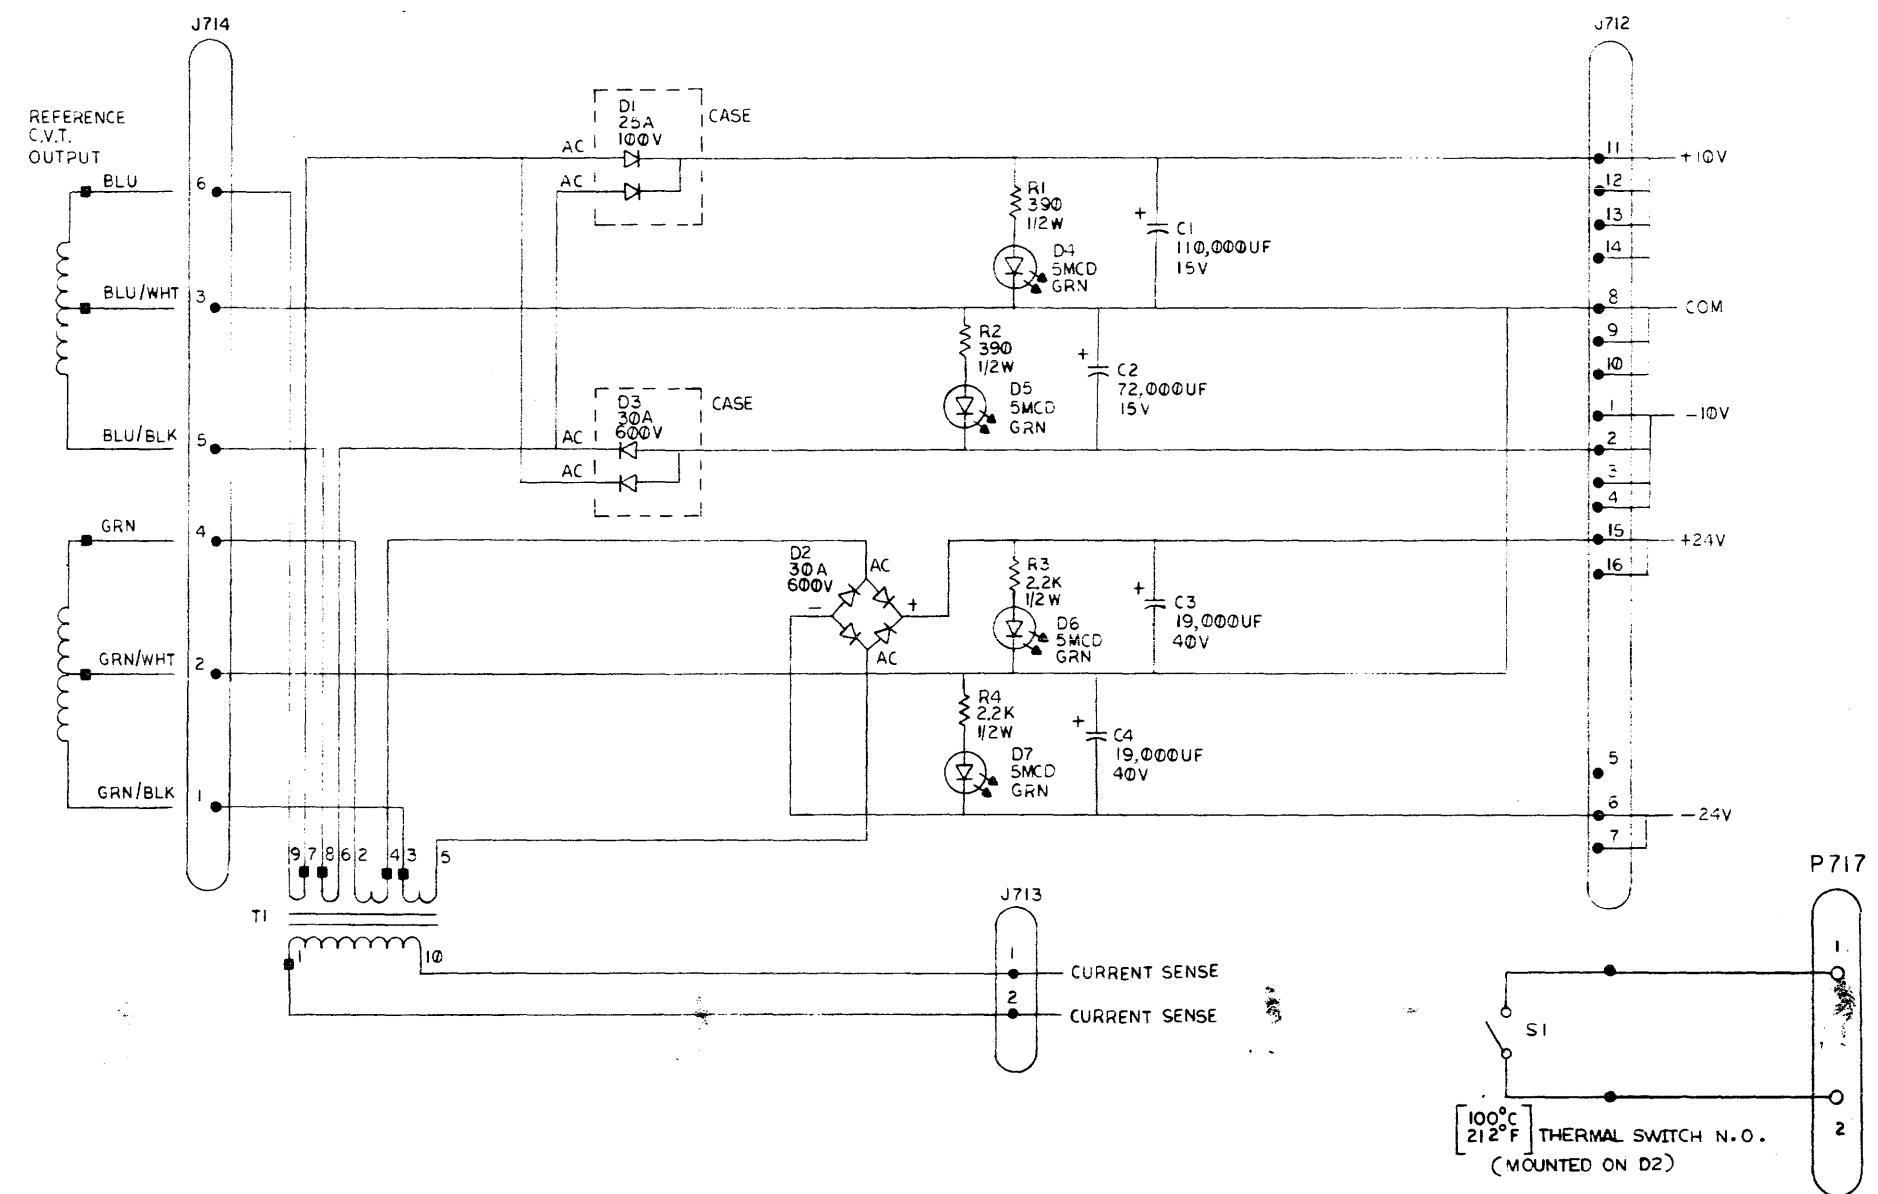 J714
J712
REFERENCE
C.V.T.
OUTPUT
BLU
6
BLU/WHT
3
BLU/BLK
5
GRN
4
GRN/WHT
2
GRN/BLK
1
D1
25A
100V
CASE
AC
AC
D3
30A
600V
CASE
AC
AC
R1
390
1/2W
D4
5MCD
GRN
+
C1
110,000UF
15V
R2
390
1/2W
D5
5MCD
GRN
+
C2
72,000UF
15V
D2
30A
600V
AC
−
+
AC
R3
2.2K
1/2W
D6
5MCD
GRN
+
C3
19,000UF
40V
R4
2.2K
1/2W
D7
5MCD
GRN
+
C4
19,000UF
40V
11
+10V
12
13
14
8
COM
9
10
1
−10V
2
3
4
15
+24V
16
5
6
−24V
7
9 7 8 6 2 4 3 5
T1
1
10
J713
1
CURRENT SENSE
2
CURRENT SENSE
P717
1
S1
2
100°C
212°F
THERMAL SWITCH N.O.
(MOUNTED ON D2)